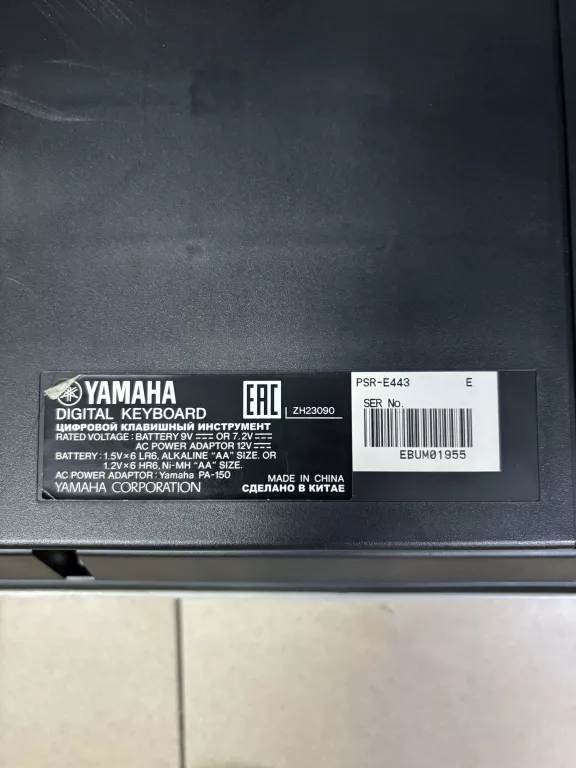 YAMAHA
DIGITAL KEYBOARD
ЦИФРОВОЙ КЛАВИШНЫЙ ИНСТРУМЕНТ
RATED VOLTAGE : BATTERY 9V OR 7.2V
AC POWER ADAPTOR 12V
BATTERY : 1.5V×6 LR6, ALKALINE "AA" SIZE. OR
1.2V×6 HR6, Ni-MH "AA" SIZE.
AC POWER ADAPTOR : Yamaha PA-150
YAMAHA CORPORATION
EAC
ZH23090
MADE IN CHINA
СДЕЛАНО В КИТАЕ
PSR-E443 E
SER No.
EBUM01955